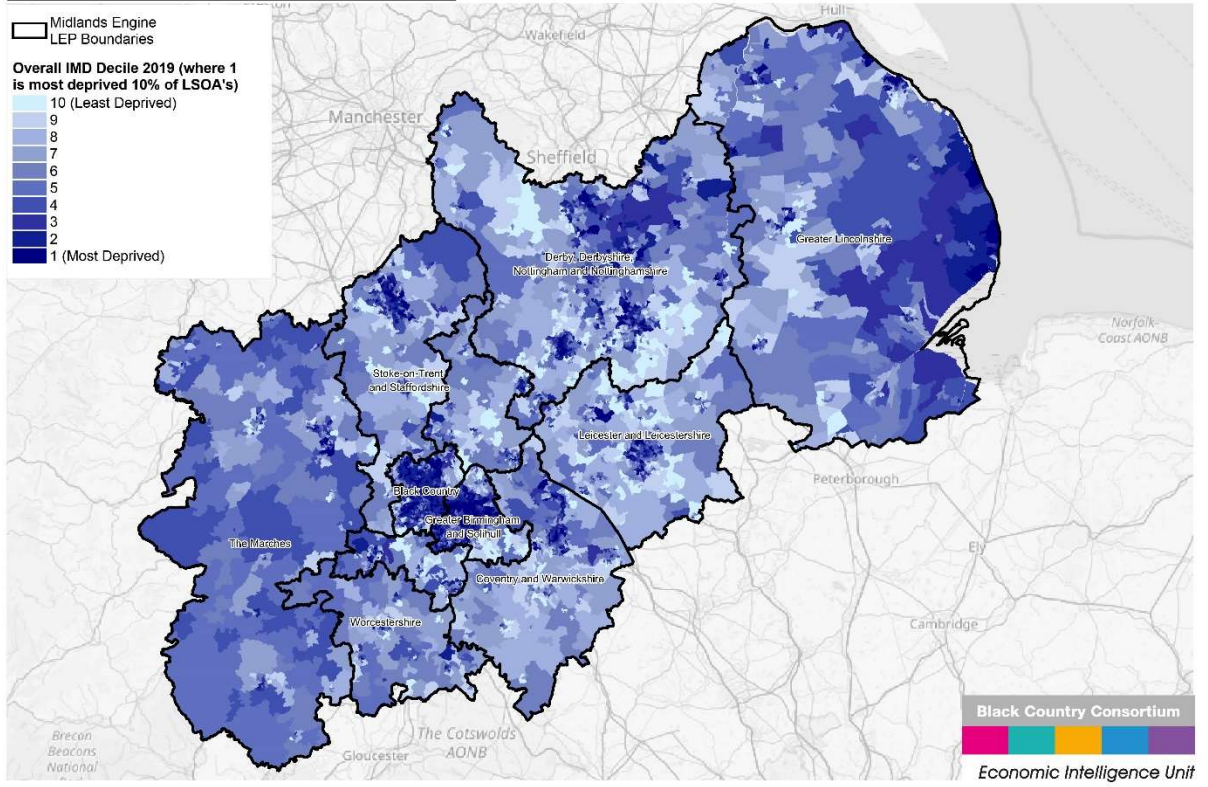 Midlands Engine
LEP Boundaries
Overall IMD Decile 2019 (where 1
is most deprived 10% of LSOA's)
10 (Least Deprived)
9
8
7
6
5
4
3
2
1 (Most Deprived)
Hull
Wakefield
Manchester
Sheffield
Greater Lincolnshire
Derby, Derbyshire,
Nottingham and Nottinghamshire
Norfolk
Coast AONB
Stoke-on-Trent
and Staffordshire
Leicester and Leicestershire
Peterborough
Black Country
Greater Birmingham
and Solihull
The Marches
Ely
Coventry and Warwickshire
Worcestershire
Cambridge
Brecon
Beacons
National
The Cotswolds
AONB
Gloucester
Black Country Consortium
Economic Intelligence Unit